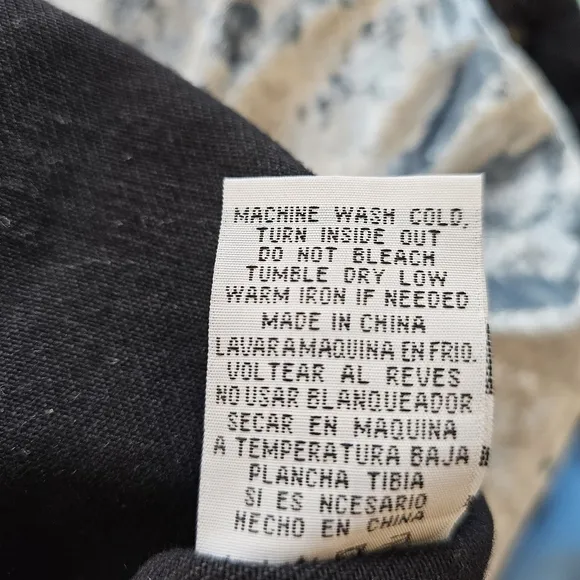 MACHINE WASH COLD,
TURN INSIDE OUT
DO NOT BLEACH
TUMBLE DRY LOW
WARM IRON IF NEEDED
MADE IN CHINA
LAVARAMAQUINA EN FRIO.
VOLTEAR AL REVES
NO USAR BLANQUEADOR
SECAR EN MAQUINA
A TEMPERATURA BAJA
PLANCHA TIBIA
SI ES NCESARIO
HECHO EN CHINA